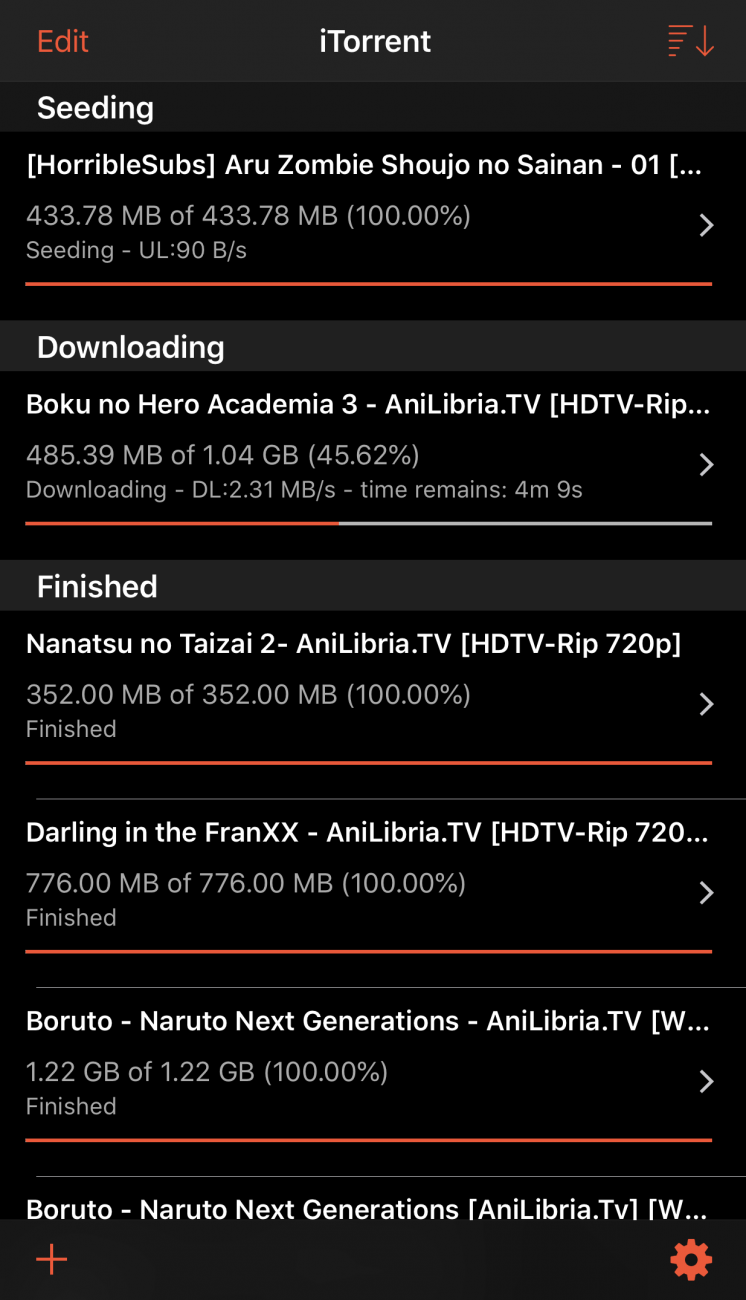 Edit
iTorrent
Seeding
[HorribleSubs] Aru Zombie Shoujo no Sainan - 01 [...
433.78 MB of 433.78 MB (100.00%)
Seeding - UL:90 B/s
Downloading
Boku no Hero Academia 3 - AniLibria.TV [HDTV-Rip...
485.39 MB of 1.04 GB (45.62%)
Downloading - DL:2.31 MB/s - time remains: 4m 9s
Finished
Nanatsu no Taizai 2- AniLibria.TV [HDTV-Rip 720p]
352.00 MB of 352.00 MB (100.00%)
Finished
Darling in the FranXX - AniLibria.TV [HDTV-Rip 720...
776.00 MB of 776.00 MB (100.00%)
Finished
Boruto - Naruto Next Generations - AniLibria.TV [W...
1.22 GB of 1.22 GB (100.00%)
Finished
Boruto - Naruto Next Generations [AniLibria.Tv] [W...